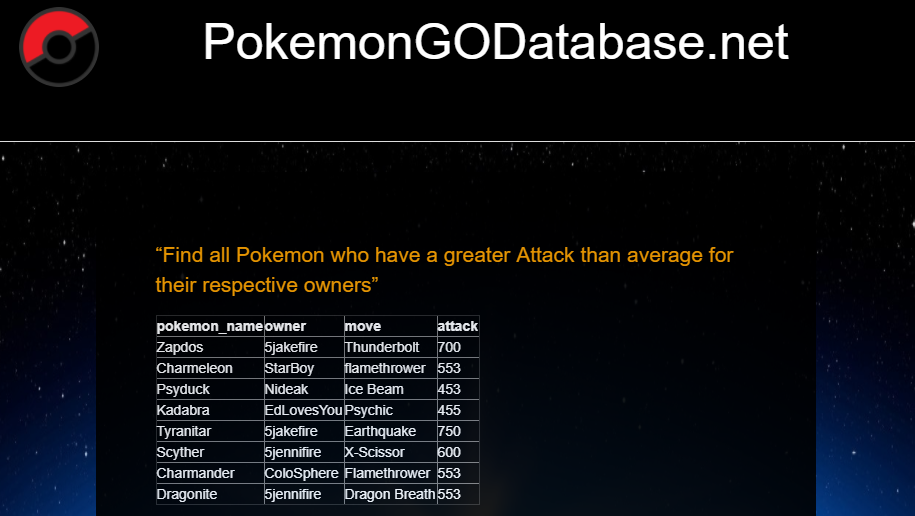 PokemonGODatabase.net
“Find all Pokemon who have a greater Attack than average for
their respective owners”
pokemon_name owner move attack
Zapdos 5jakefire Thunderbolt 700
Charmeleon StarBoy flamethrower 553
Psyduck Nideak Ice Beam 453
Kadabra EdLovesYou Psychic 455
Tyranitar 5jakefire Earthquake 750
Scyther 5jennifire X-Scissor 600
Charmander ColoSphere Flamethrower 553
Dragonite 5jennifire Dragon Breath 553